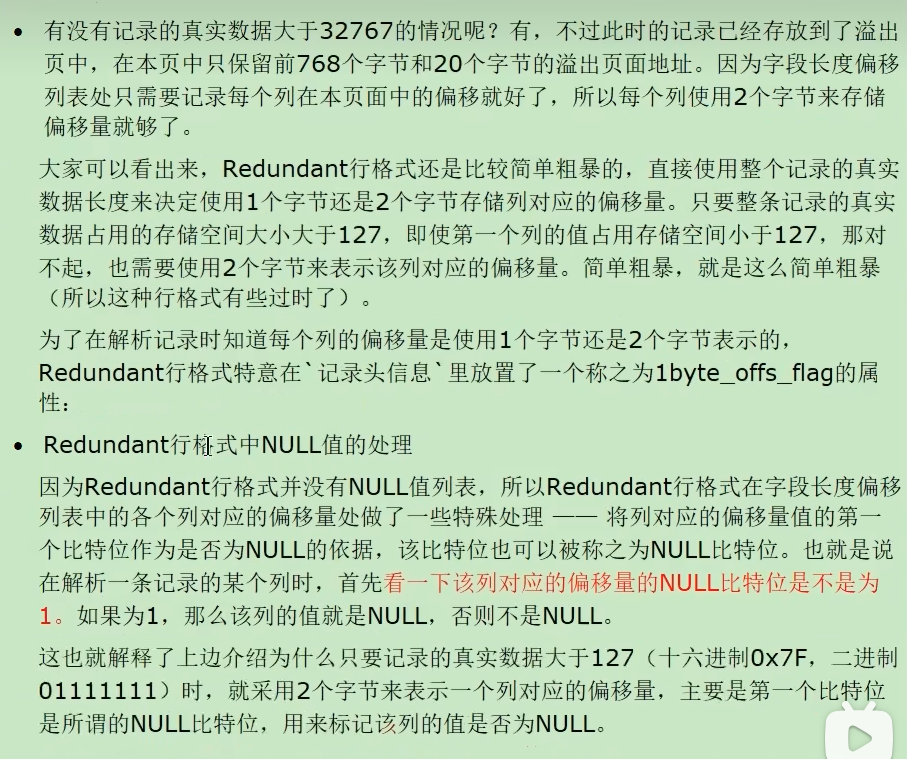 • 有没有记录的真实数据大于32767的情况呢？有，不过此时的记录已经存放到了溢出
页中，在本页中只保留前768个字节和20个字节的溢出页面地址。因为字段长度偏移
列表处只需要记录每个列在本页面中的偏移就好了，所以每个列使用2个字节来存储
偏移量就够了。
大家可以看出来，Redundant行格式还是比较简单粗暴的，直接使用整个记录的真实
数据长度来决定使用1个字节还是2个字节存储列对应的偏移量。只要整条记录的真实
数据占用的存储空间大小大于127，即使第一个列的值占用存储空间小于127，那对
不起，也需要使用2个字节来表示该列对应的偏移量。简单粗暴，就是这么简单粗暴
（所以这种行格式有些过时了）。
为了在解析记录时知道每个列的偏移量是使用1个字节还是2个字节表示的，
Redundant行格式特意在`记录头信息`里放置了一个称之为1byte_offs_flag的属
性：
• Redundant行格式中NULL值的处理
因为Redundant行格式并没有NULL值列表，所以Redundant行格式在字段长度偏移
列表中的各个列对应的偏移量处做了一些特殊处理 —— 将列对应的偏移量值的第一
个比特位作为是否为NULL的依据，该比特位也可以被称之为NULL比特位。也就是说
在解析一条记录的某个列时，首先看一下该列对应的偏移量的NULL比特位是不是为
1。如果为1，那么该列的值就是NULL，否则不是NULL。
这也就解释了上边介绍为什么只要记录的真实数据大于127（十六进制0x7F，二进制
01111111）时，就采用2个字节来表示一个列对应的偏移量，主要是第一个比特位
是所谓的NULL比特位，用来标记该列的值是否为NULL。